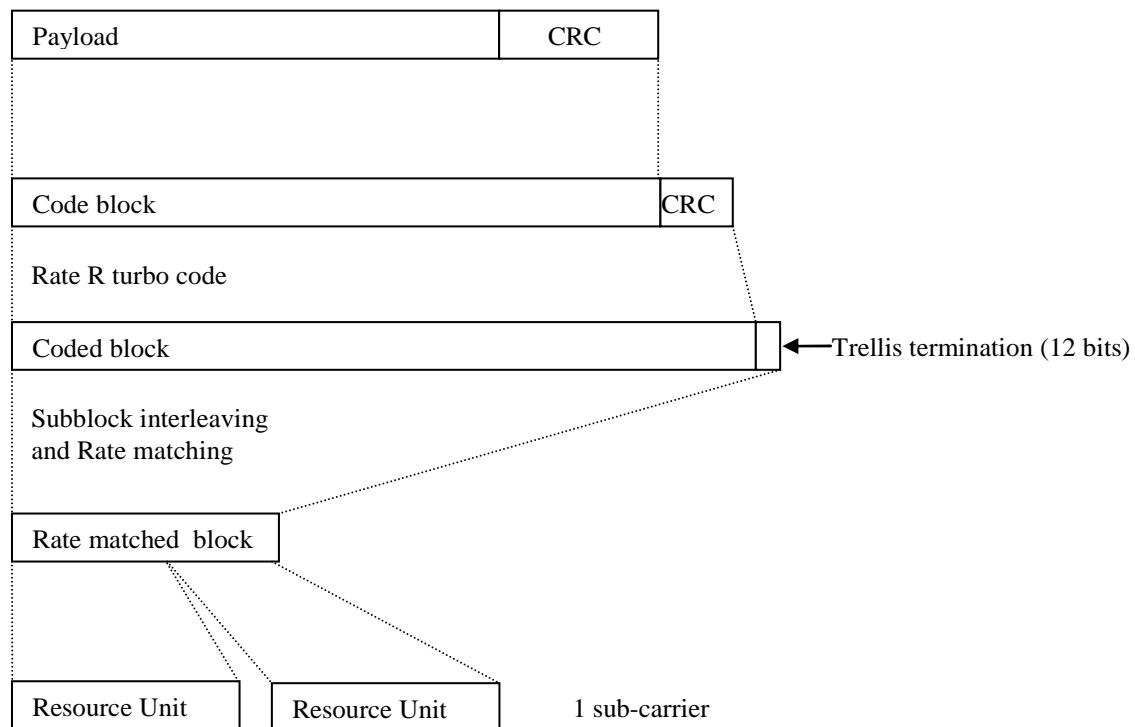 Payload CRC
Code block CRC
Rate R turbo code
Coded block
Trellis termination (12 bits)
Subblock interleaving
and Rate matching
Rate matched block
Resource Unit Resource Unit 1 sub-carrier